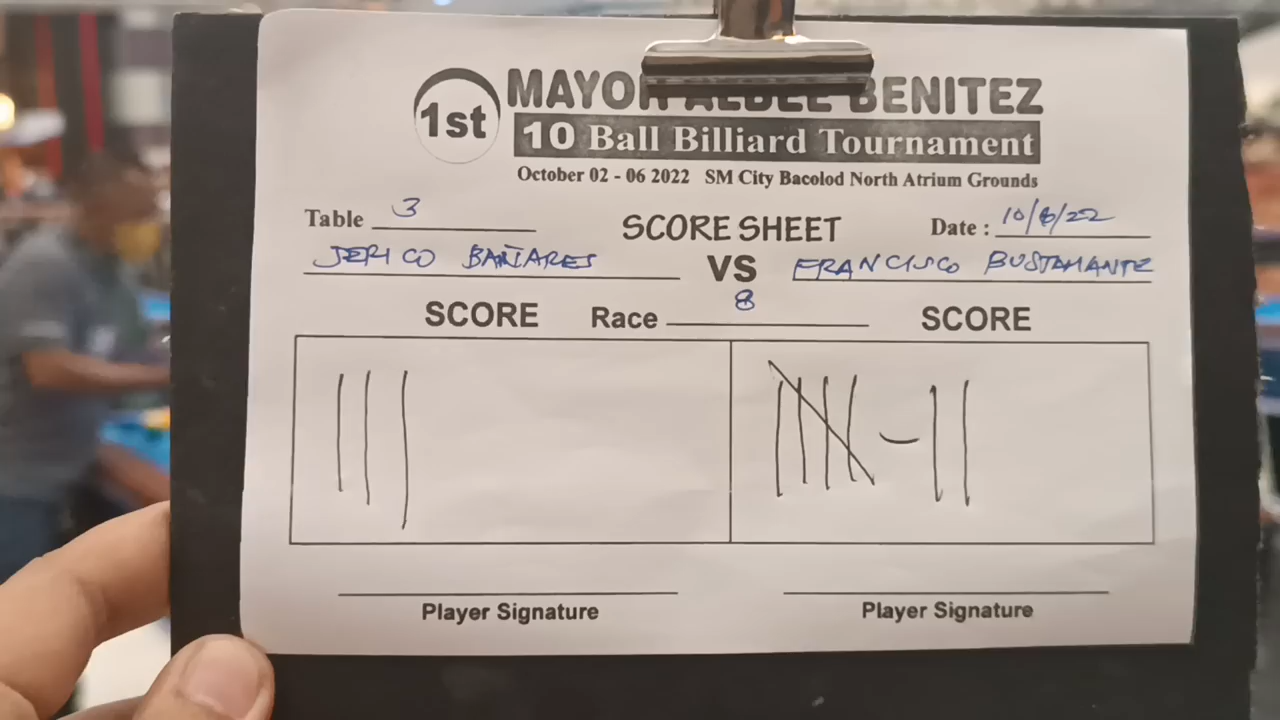 1st
MAYOR ALBEE BENITEZ
10 Ball Billiard Tournament
October 02 - 06 2022 SM City Bacolod North Atrium Grounds
Table 3 SCORE SHEET Date : 10/6/22
JERICO BAÑARES VS FRANCISCO BUSTAMANTE
SCORE Race 8 SCORE
Player Signature Player Signature